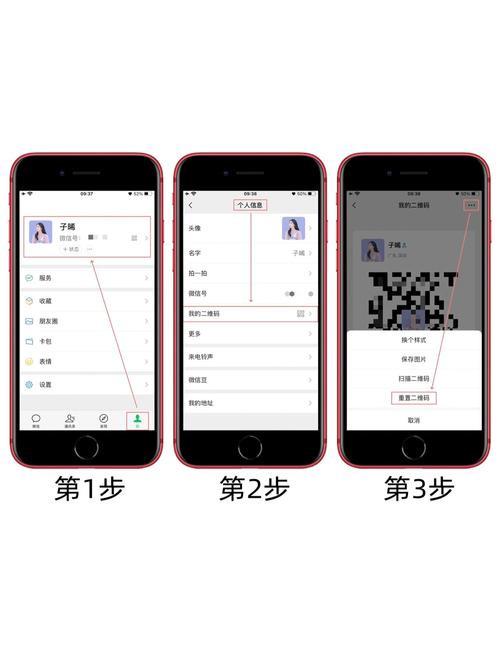 09:37
52%
子晞
微信号：
+ 状态
服务
收藏
朋友圈
卡包
表情
设置
微信
通讯录
发现
我
第1步
09:38
50%
个人信息
头像
名字
子晞
拍一拍
微信号
我的二维码
更多
来电铃声
微信豆
我的地址
第2步
09:38
我的二维码
子晞
广东 深圳
换个样式
保存图片
扫描二维码
重置二维码
取消
第3步